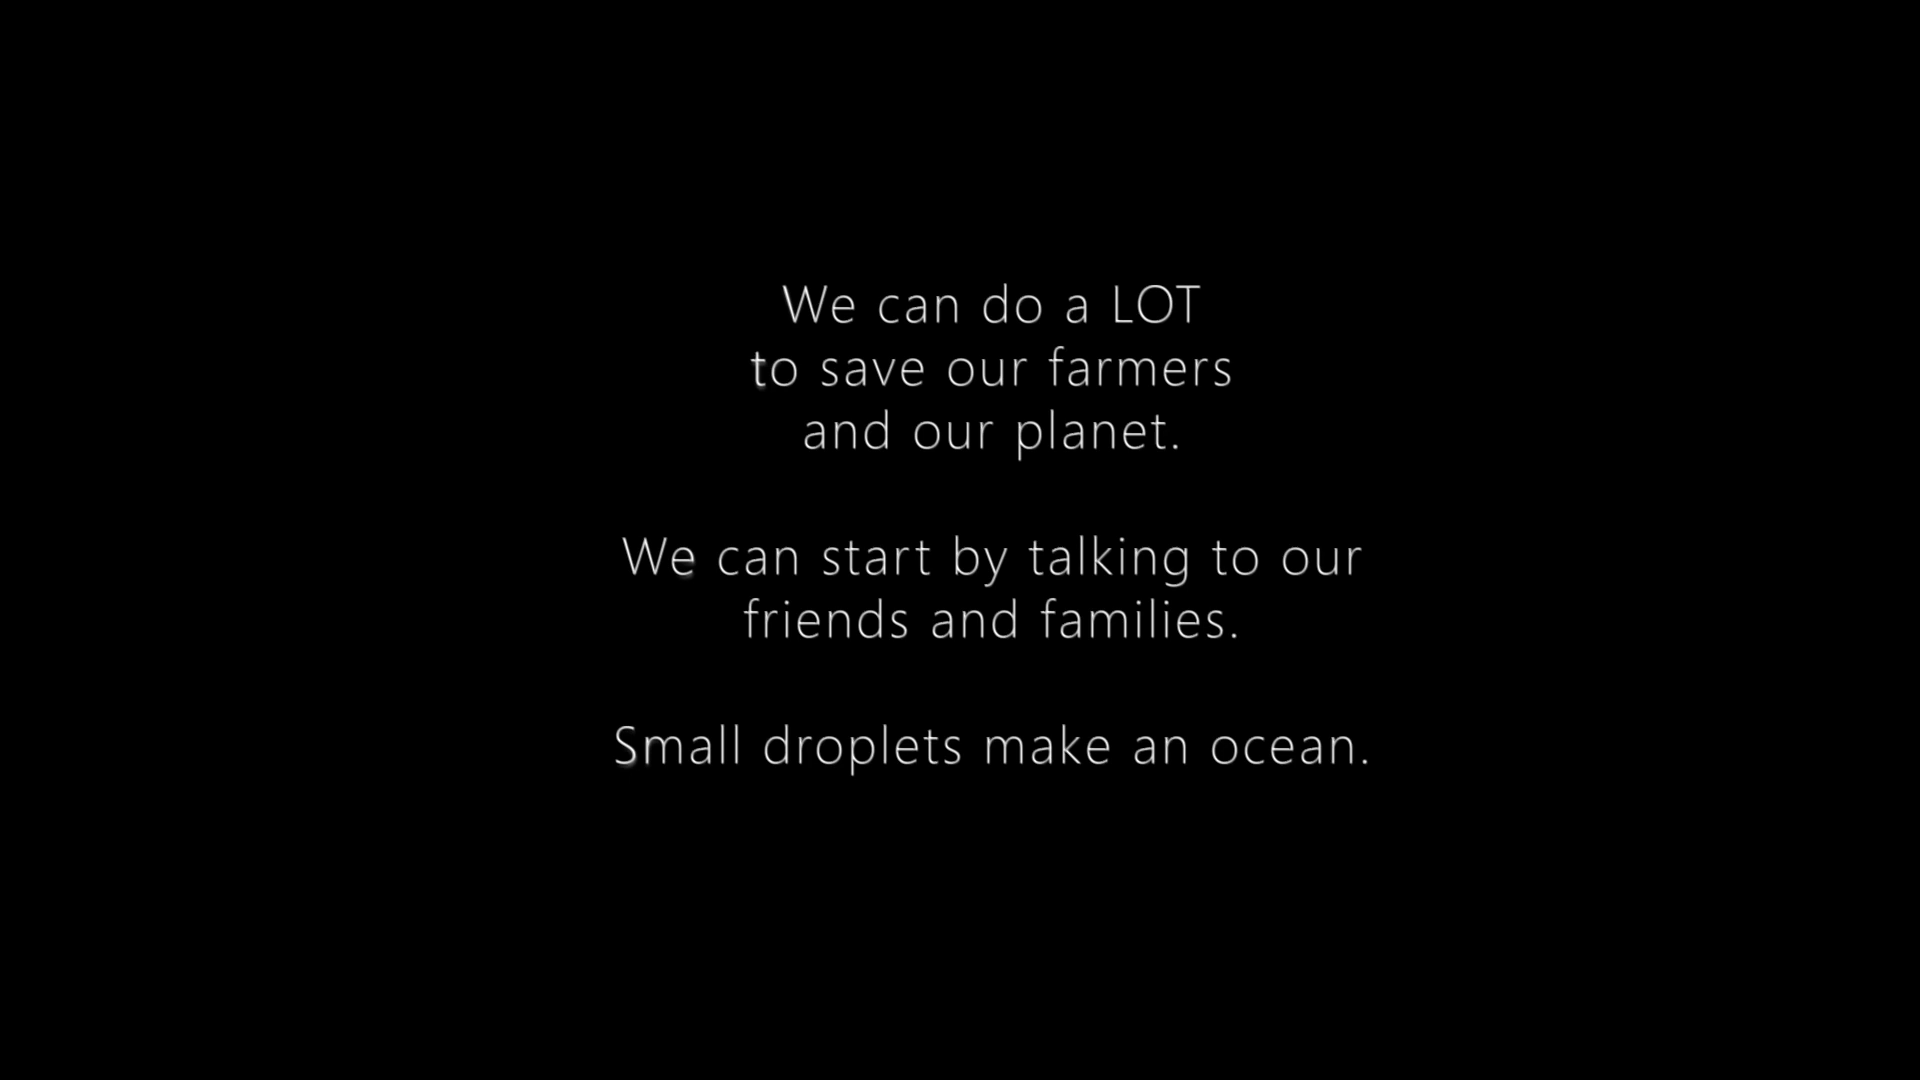 We can do a LOT
to save our farmers
and our planet.
We can start by talking to our
friends and families.
Small droplets make an ocean.